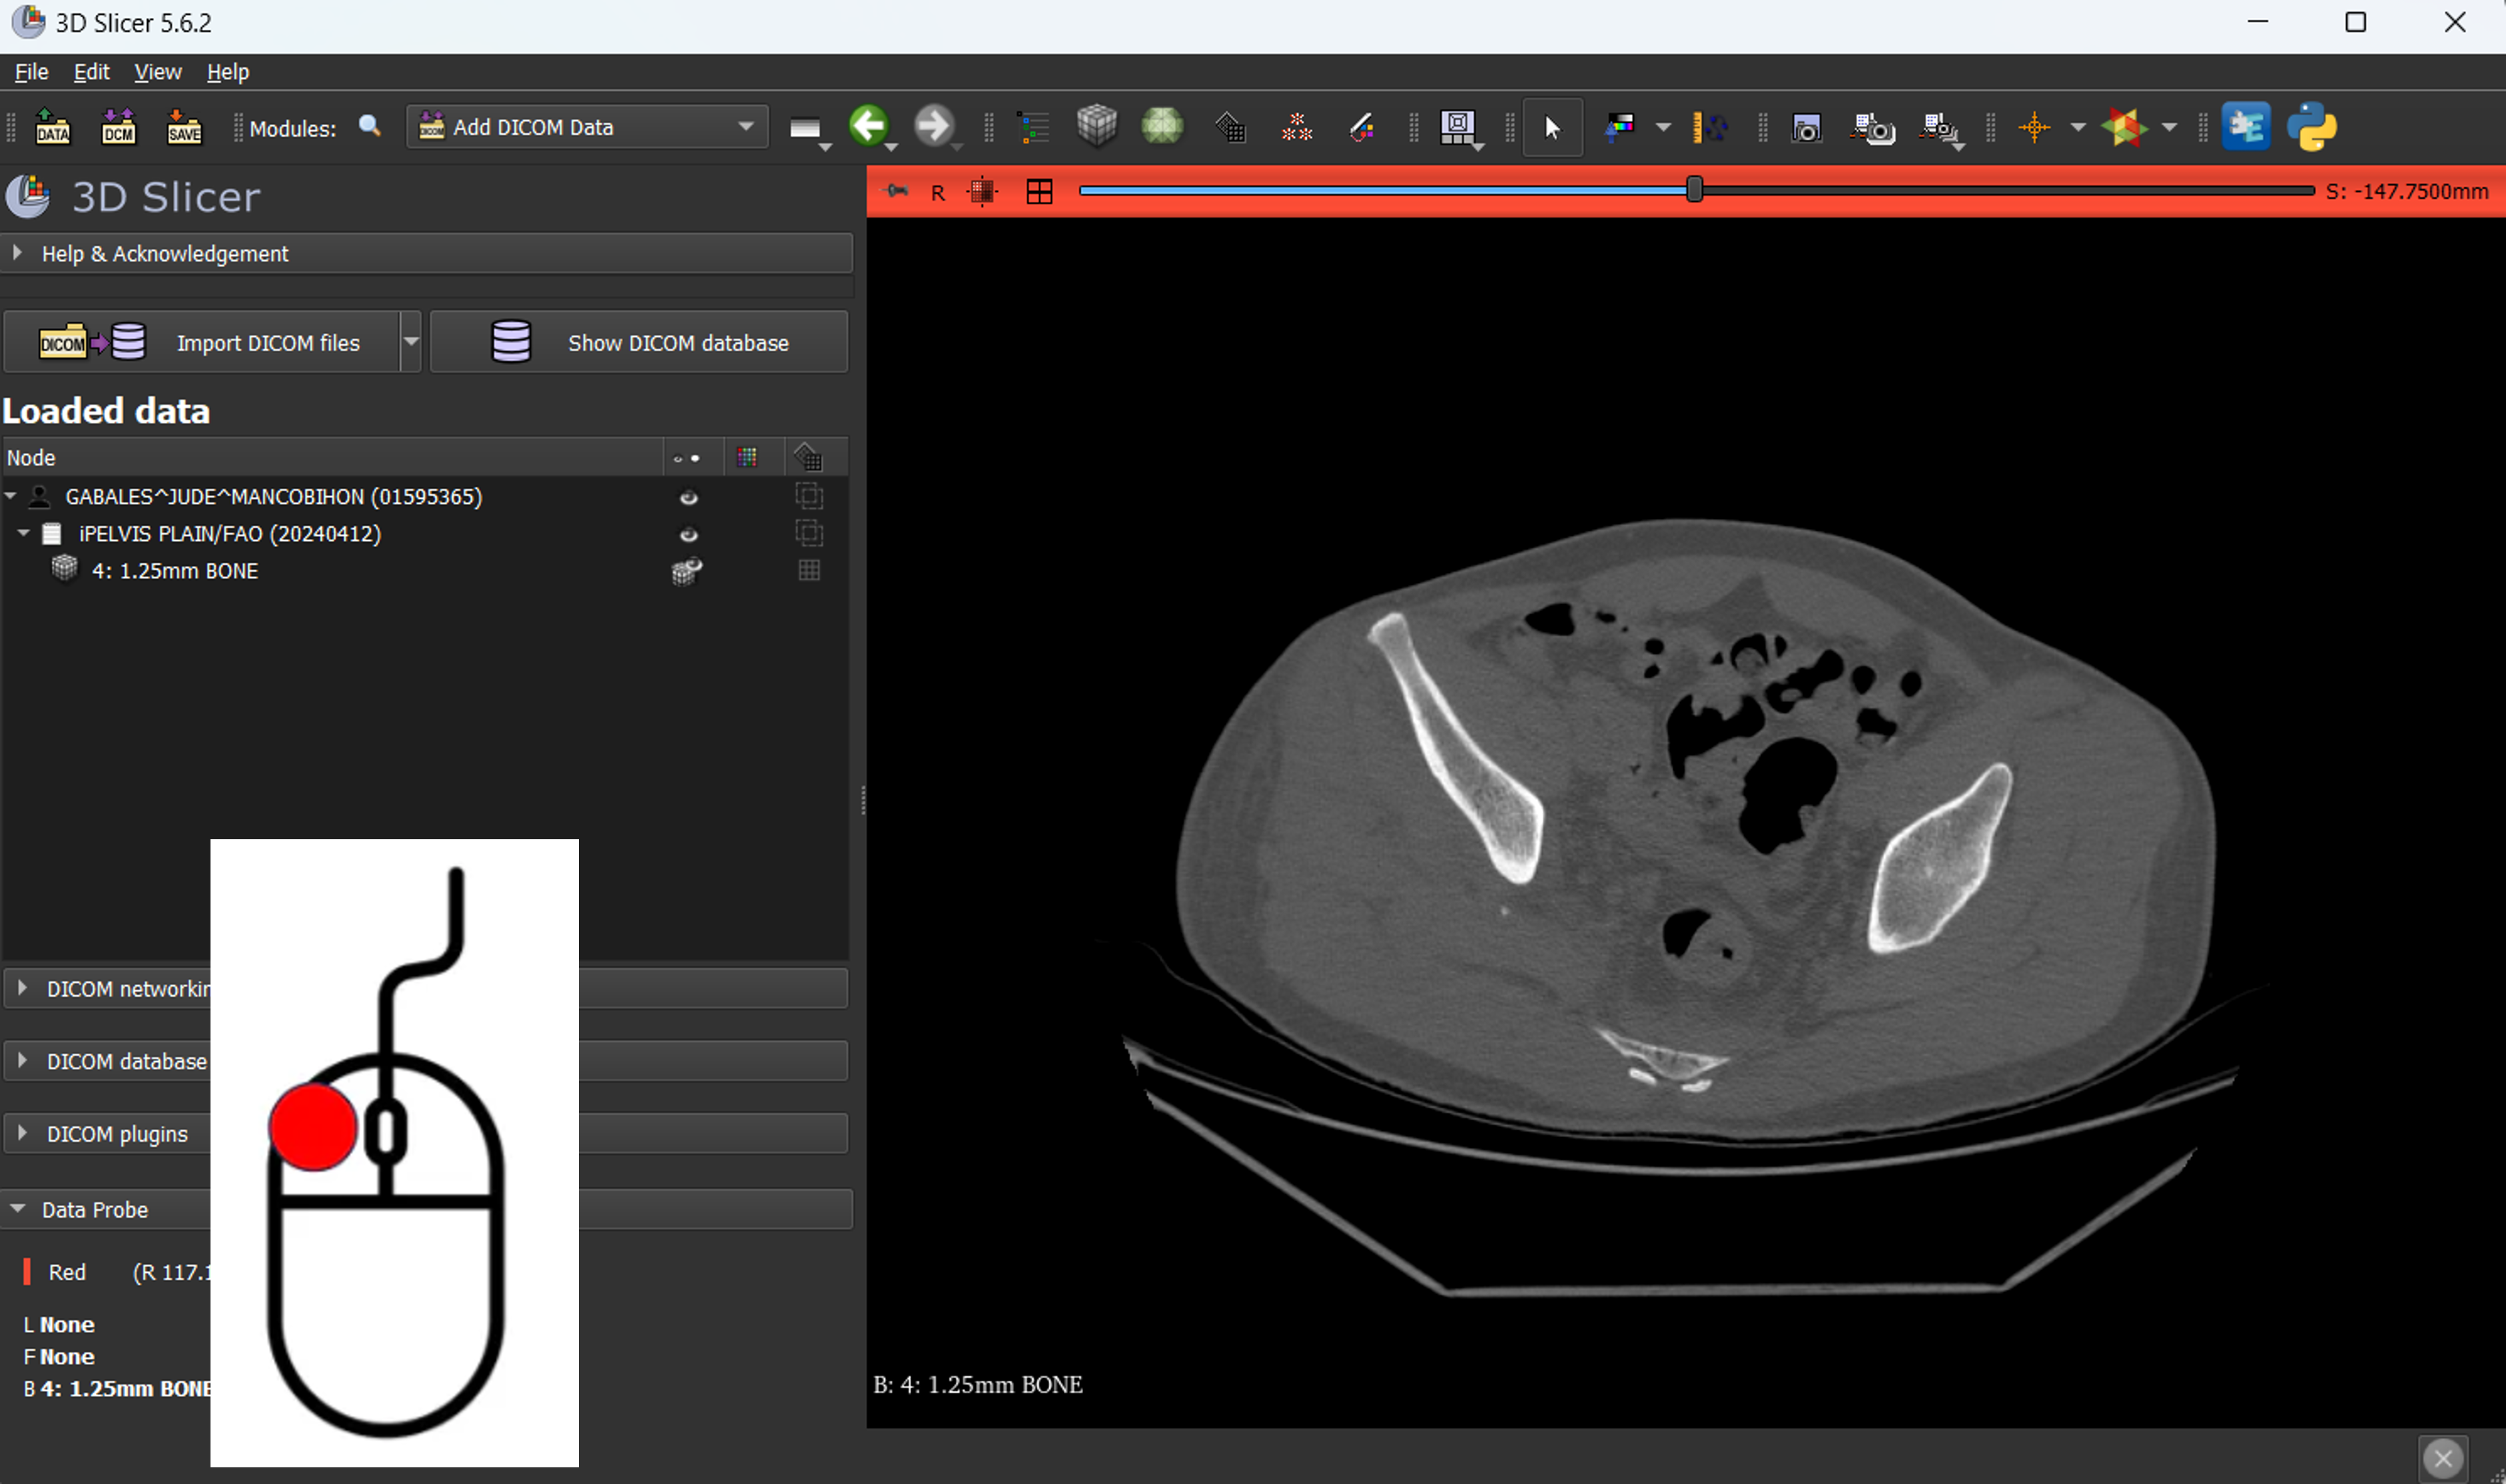 3D Slicer 5.6.2
File Edit View Help
DATA DCM SAVE Modules: DICOM Add DICOM Data
R S: -147.7500mm
3D Slicer
Help & Acknowledgement
DICOM Import DICOM files Show DICOM database
Loaded data
Node
GABALES^JUDE^MANCOBIHON (01595365)
iPELVIS PLAIN/FAO (20240412)
4: 1.25mm BONE
DICOM networkin
DICOM database
DICOM plugins
Data Probe
Red (R 117.1
L None
F None
B 4: 1.25mm BONE
B: 4: 1.25mm BONE